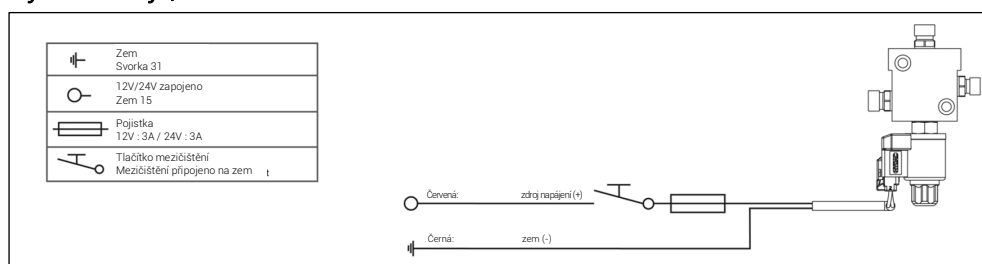 Zem
Svorka 31
12V/24V zapojeno
Zem 15
Pojistka
12V : 3A / 24V : 3A
Tlačítko mezičištění
Mezičištění připojeno na zem t
Červená: zdroj napájení (+)
Černá: zem (-)